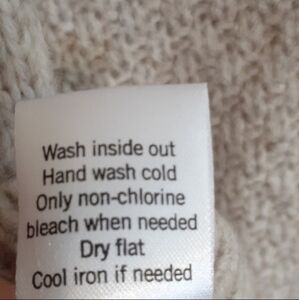 Wash inside out
Hand wash cold
Only non-chlorine
bleach when needed
Dry flat
Cool iron if needed